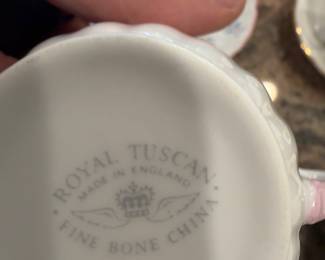 ROYAL TUSCAN
MADE IN ENGLAND
FINE BONE CHINA